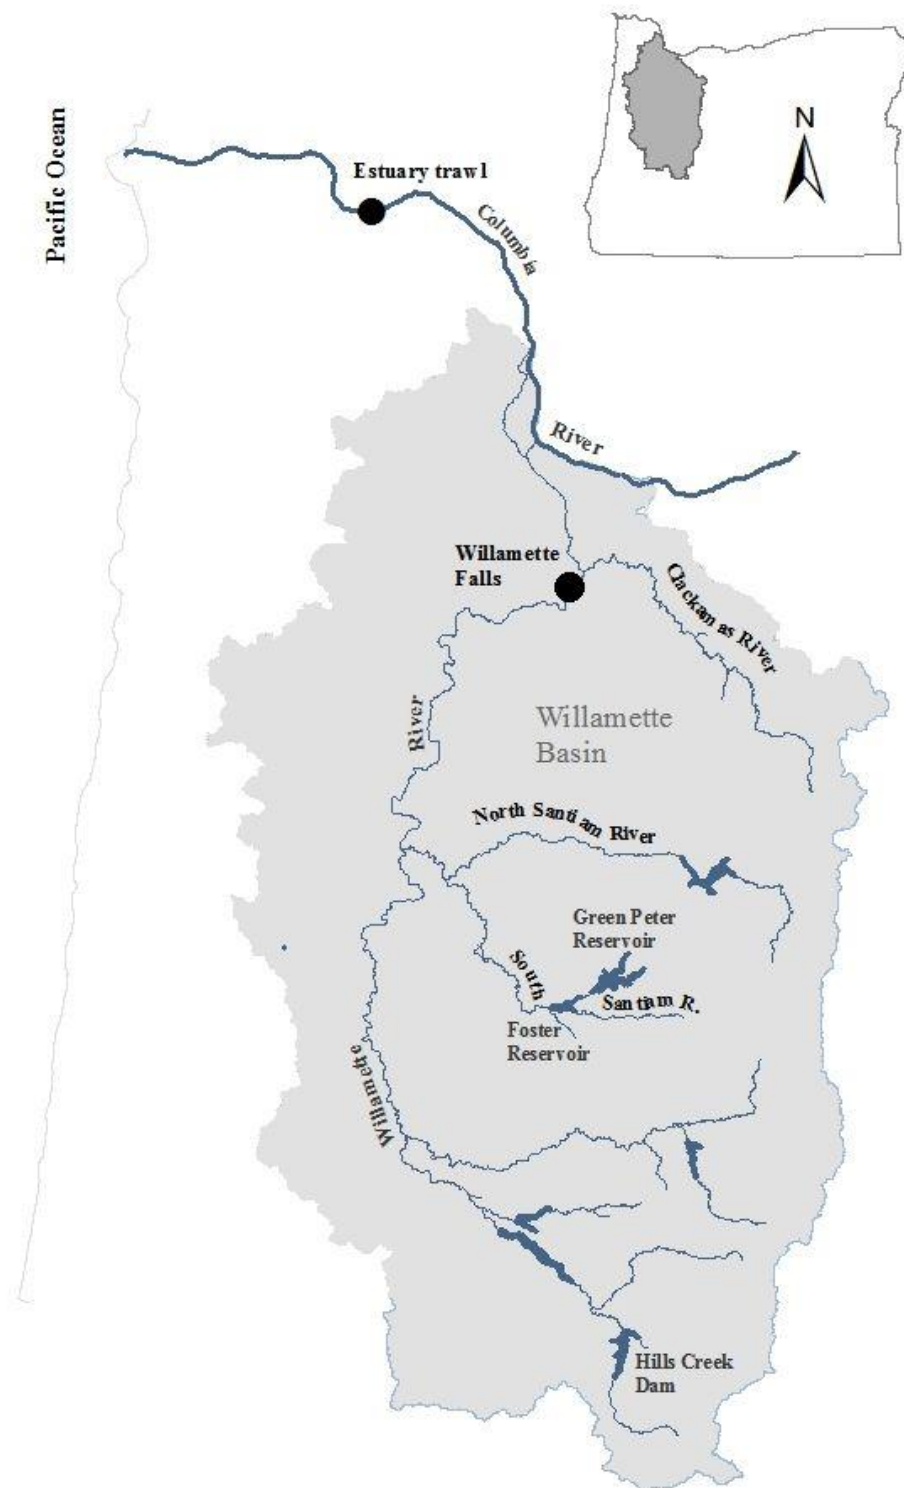 N
Pacific Ocean
Estuary trawl
Columbia
River
Willamette
Falls
Clackamas River
River
Willamette
Basin
North Santiam River
Green Peter
Reservoir
South
Santiam R.
Foster
Reservoir
Willamette
Hills Creek
Dam